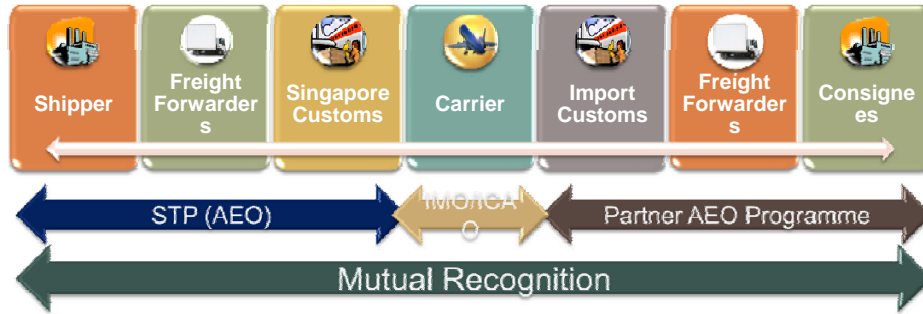 Shipper
Freight
Forwarder
s
Singapore
Customs
Carrier
Import
Customs
Freight
Forwarder
s
Consigne
es
STP (AEO)
IMO/ICA
O
Partner AEO Programme
Mutual Recognition